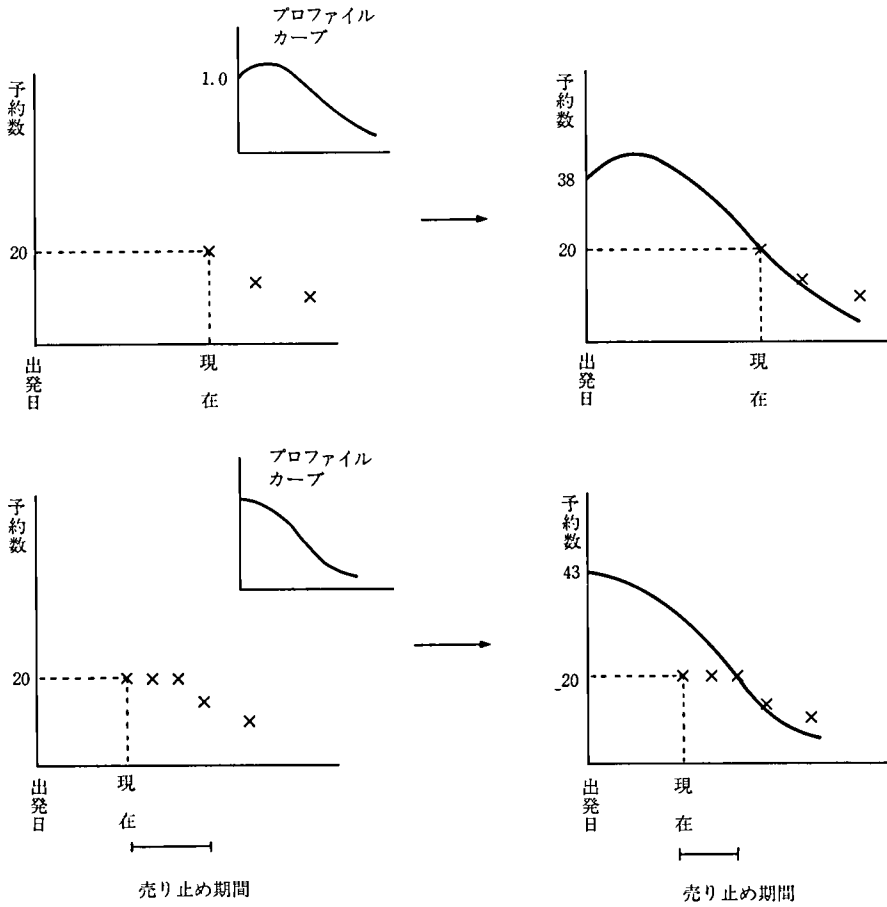 プロファイル
カーブ
1.0
予約数
20
出発日
現在
予約数
38
20
出発日
現在
プロファイル
カーブ
予約数
20
出発日
現在
売り止め期間
予約数
43
20
出発日
現在
売り止め期間